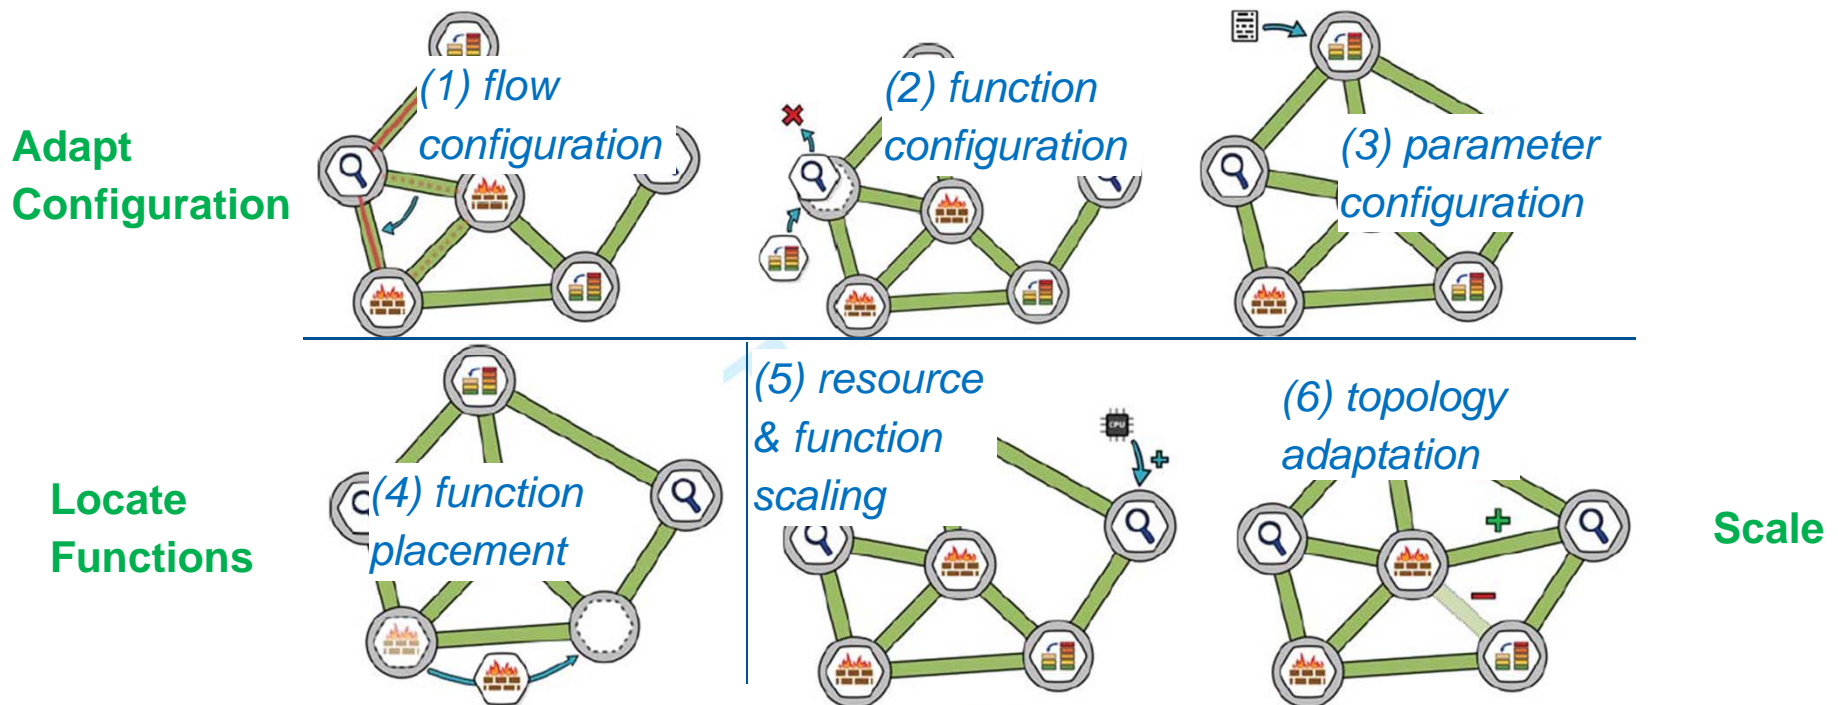 Adapt
Configuration
(1) flow
configuration
(2) function
configuration
(3) parameter
configuration
Locate
Functions
(4) function
placement
(5) resource
& function
scaling
CPU
(6) topology
adaptation
Scale